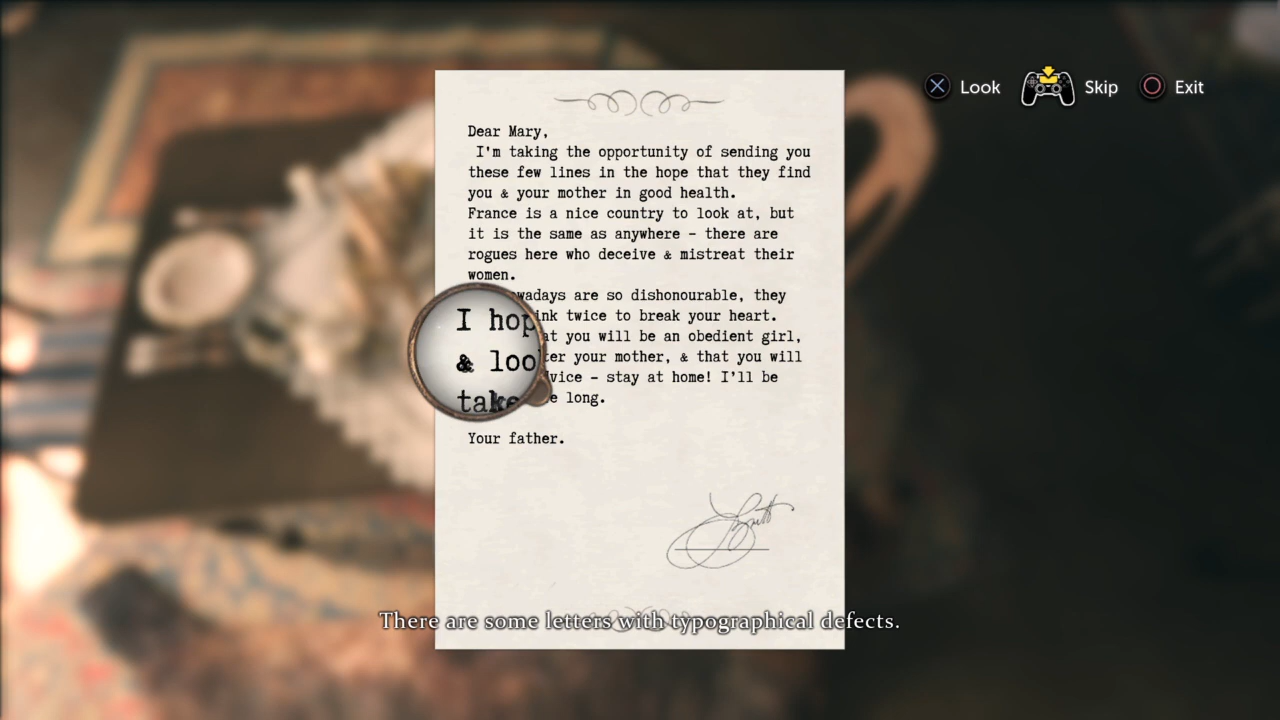 Look Skip Exit
Dear Mary,
I'm taking the opportunity of sending you
these few lines in the hope that they find
you & your mother in good health.
France is a nice country to look at, but
it is the same as anywhere – there are
rogues here who deceive & mistreat their
women.
wadays are so dishonourable, they
ink twice to break your heart.
I hop at you will be an obedient girl,
& loo ter your mother, & that you will
take vice – stay at home! I'll be
e long.
Your father.
There are some letters with typographical defects.